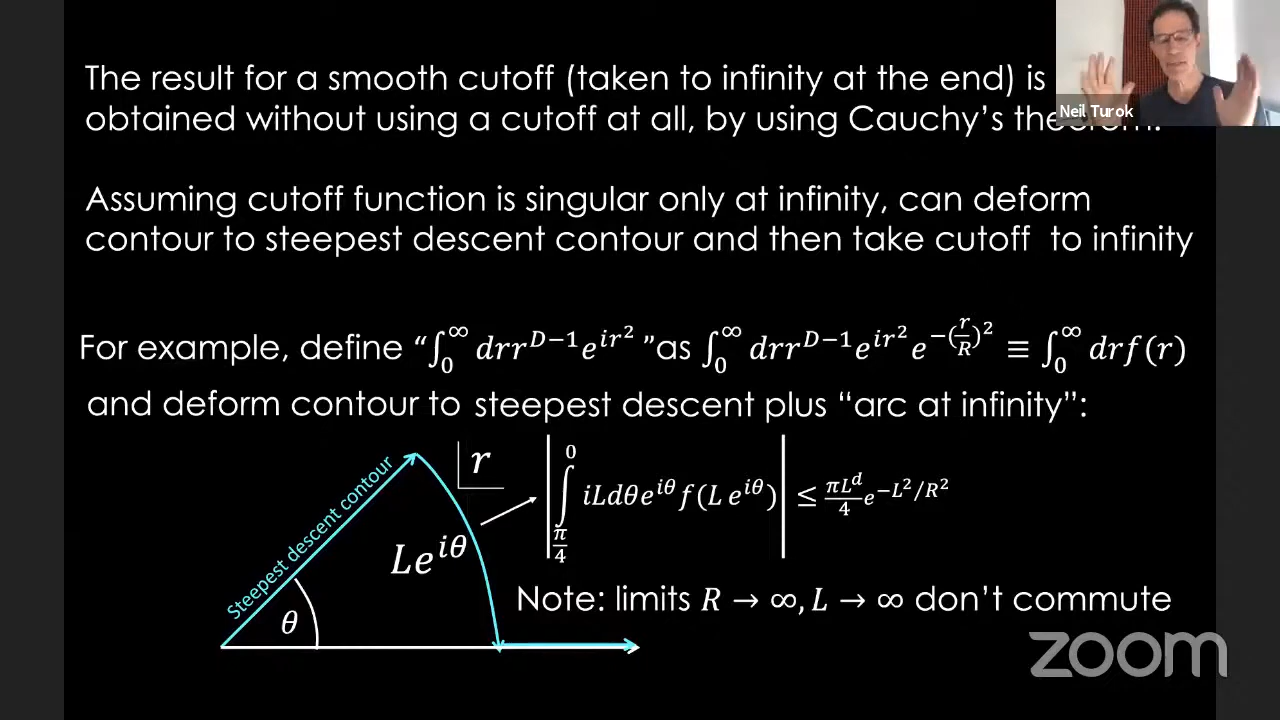 The result for a smooth cutoff (taken to infinity at the end) is
obtained without using a cutoff at all, by using Cauchy's theorem.
Neil Turok
Assuming cutoff function is singular only at infinity, can deform
contour to steepest descent contour and then take cutoff to infinity
For example, define “∫₀^∞ drr^{D−1}e^{ir²} ”as ∫₀^∞ drr^{D−1}e^{ir²}e^{−(r/R)²} ≡ ∫₀^∞ drf(r)
and deform contour to steepest descent plus “arc at infinity”:
Steepest descent contour
r
|∫_{π/4}^0 iLdθe^{iθ}f(L e^{iθ})| ≤ πL^d/4 e^{−L²/R²}
Le^{iθ}
θ
Note: limits R → ∞, L → ∞ don't commute
zoom